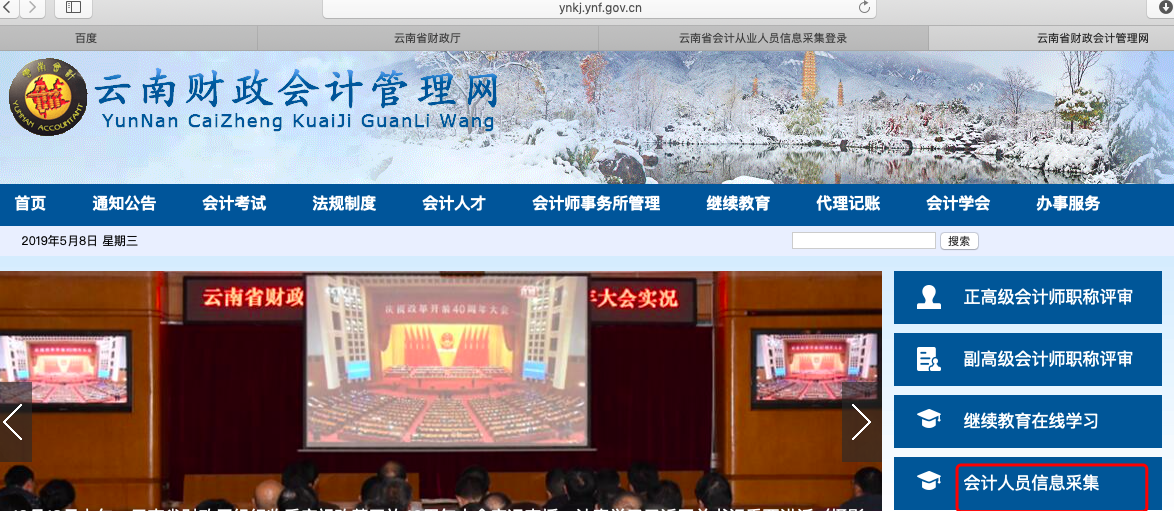 ynkj.ynf.gov.cn
百度
云南省财政厅
云南省会计从业人员信息采集登录
云南省财政会计管理网
云南会计
YUNNAN ACCOUNTANT
云南财政会计管理网
YunNan CaiZheng KuaiJi GuanLi Wang
首页 通知公告 会计考试 法规制度 会计人才 会计师事务所管理 继续教育 代理记账 会计学会 办事服务
2019年5月8日 星期三
搜索
云南省财政
年大会实况
庆祝改革开放40周年大会
正高级会计师职称评审
副高级会计师职称评审
继续教育在线学习
会计人员信息采集